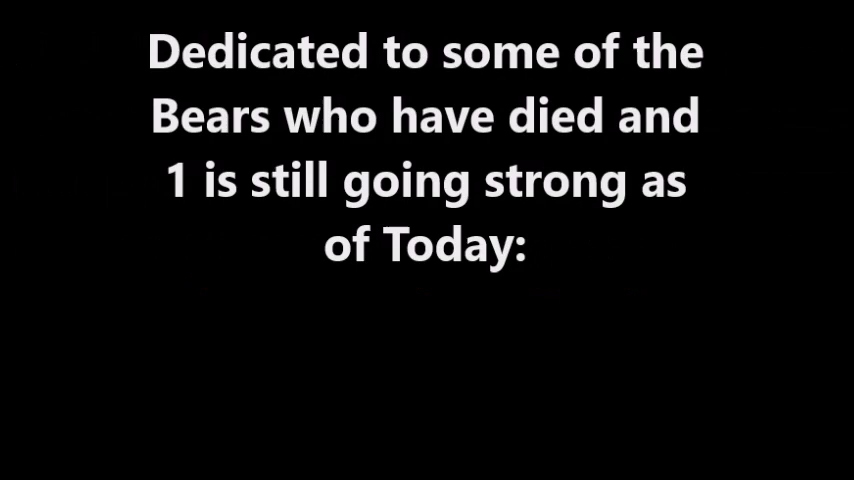 Dedicated to some of the
Bears who have died and
1 is still going strong as
of Today: